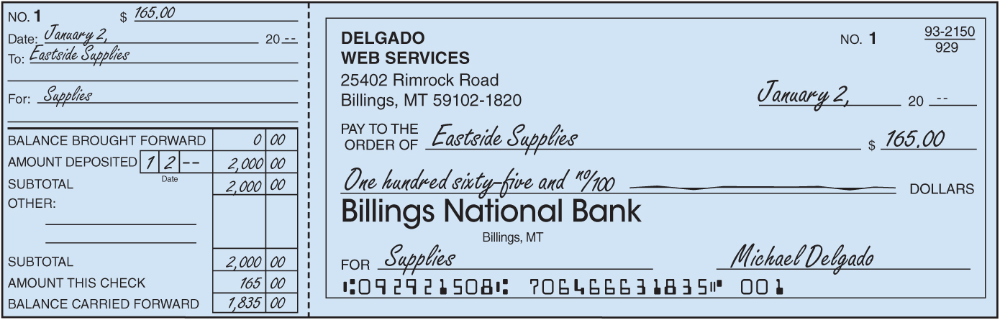 NO. 1 $ 165.00
Date: January 2, 20 --
To: Eastside Supplies
For: Supplies
BALANCE BROUGHT FORWARD 0 00
AMOUNT DEPOSITED 1 2 -- 2,000 00
Date
SUBTOTAL 2,000 00
OTHER:
SUBTOTAL 2,000 00
AMOUNT THIS CHECK 165 00
BALANCE CARRIED FORWARD 1,835 00
DELGADO
WEB SERVICES
25402 Rimrock Road
Billings, MT 59102-1820
NO. 1 93-2150
929
January 2, 20 --
PAY TO THE
ORDER OF Eastside Supplies $ 165.00
One hundred sixty-five and no/100 DOLLARS
Billings National Bank
Billings, MT
FOR Supplies Michael Delgado
⑆092921508⑆ 706466631835⑈ 001